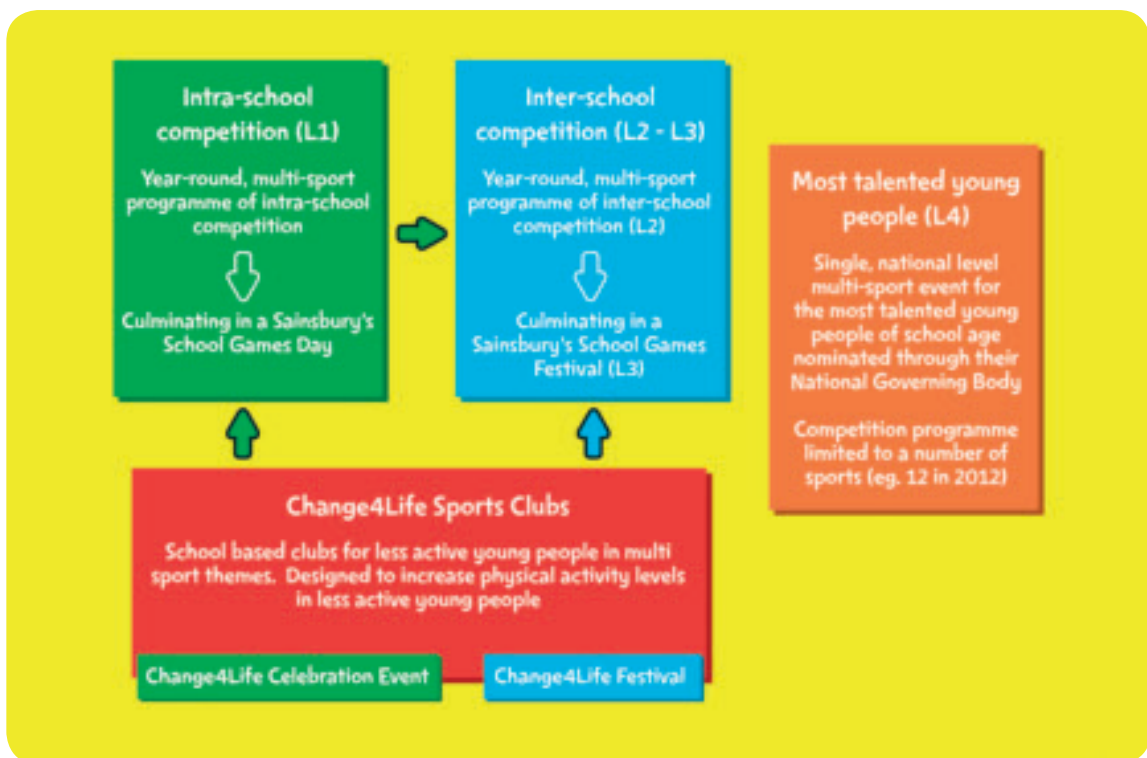 Intra-school
competition (L1)
Year-round, multi-sport
programme of intra-school
competition
Culminating in a Sainsbury's
School Games Day
Inter-school
competition (L2 - L3)
Year-round, multi-sport
programme of inter-school
competition (L2)
Culminating in a
Sainsbury's School Games
Festival (L3)
Most talented young
people (L4)
Single, national level
multi-sport event for
the most talented young
people of school age
nominated through their
National Governing Body
Competition programme
limited to a number of
sports (eg. 12 in 2012)
Change4Life Sports Clubs
School based clubs for less active young people in multi
sport themes. Designed to increase physical activity levels
in less active young people
Change4Life Celebration Event
Change4Life Festival